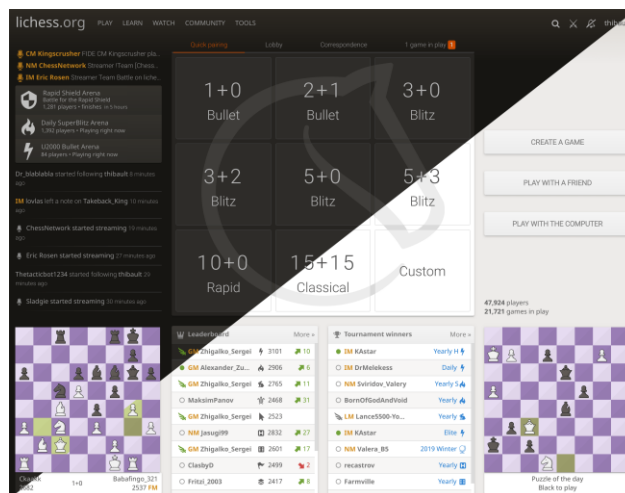 lichess.org PLAY LEARN WATCH COMMUNITY TOOLS
CM Kingscrusher FIDE CM Kingscrusher pla...
NM ChessNetwork Streamer !Team [Chess...
IM Eric Rosen Streamer Team Battle on liche...
Rapid Shield Arena
Battle for the Rapid Shield
1,281 players • finishes in 5 hours
Daily SuperBlitz Arena
1,392 players • Playing right now
U2000 Bullet Arena
84 players • Playing right now
Dr_blablabla started following thibault 6 minutes
ago
IM lovlas left a note on Takeback_King 10 minutes
ago
ChessNetwork started streaming 19 minutes
ago
Eric Rosen started streaming 27 minutes ago
Thetacticbot1234 started following thibault 29
minutes ago
Sladgie started streaming 30 minutes ago
Quick pairing Lobby Correspondence 1 game in play 1
1+0 2+1 3+0
Bullet Bullet Blitz
3+2 5+0 5+3
Blitz Blitz Blitz
10+0 15+15 Custom
Rapid Classical
CREATE A GAME
PLAY WITH A FRIEND
PLAY WITH THE COMPUTER
47,924 players
21,721 games in play
Leaderboard More »
GM Zhigalko_Sergei 3101 10
GM Alexander_Zu... 2906 6
GM Zhigalko_Sergei 2765 11
MaksimPanov 2468 31
GM Zhigalko_Sergei 2523
NM Jasugi99 2832 27
GM Zhigalko_Sergei 2601 17
ClasbyD 2499 2
Fritzi_2003 2417 8
Tournament winners More »
IM KAstar Yearly H
IM DrMelekess Daily
NM Sviridov_Valery Yearly S
BornOfGodAndVoid Yearly
LM Lance5500-Yo... Yearly
IM KAstar Elite
NM Valera_B5 2019 Winter
recastrov Yearly
Farmville Yearly
1+0
Babafingo_321
2537 FM
Puzzle of the day
Black to play